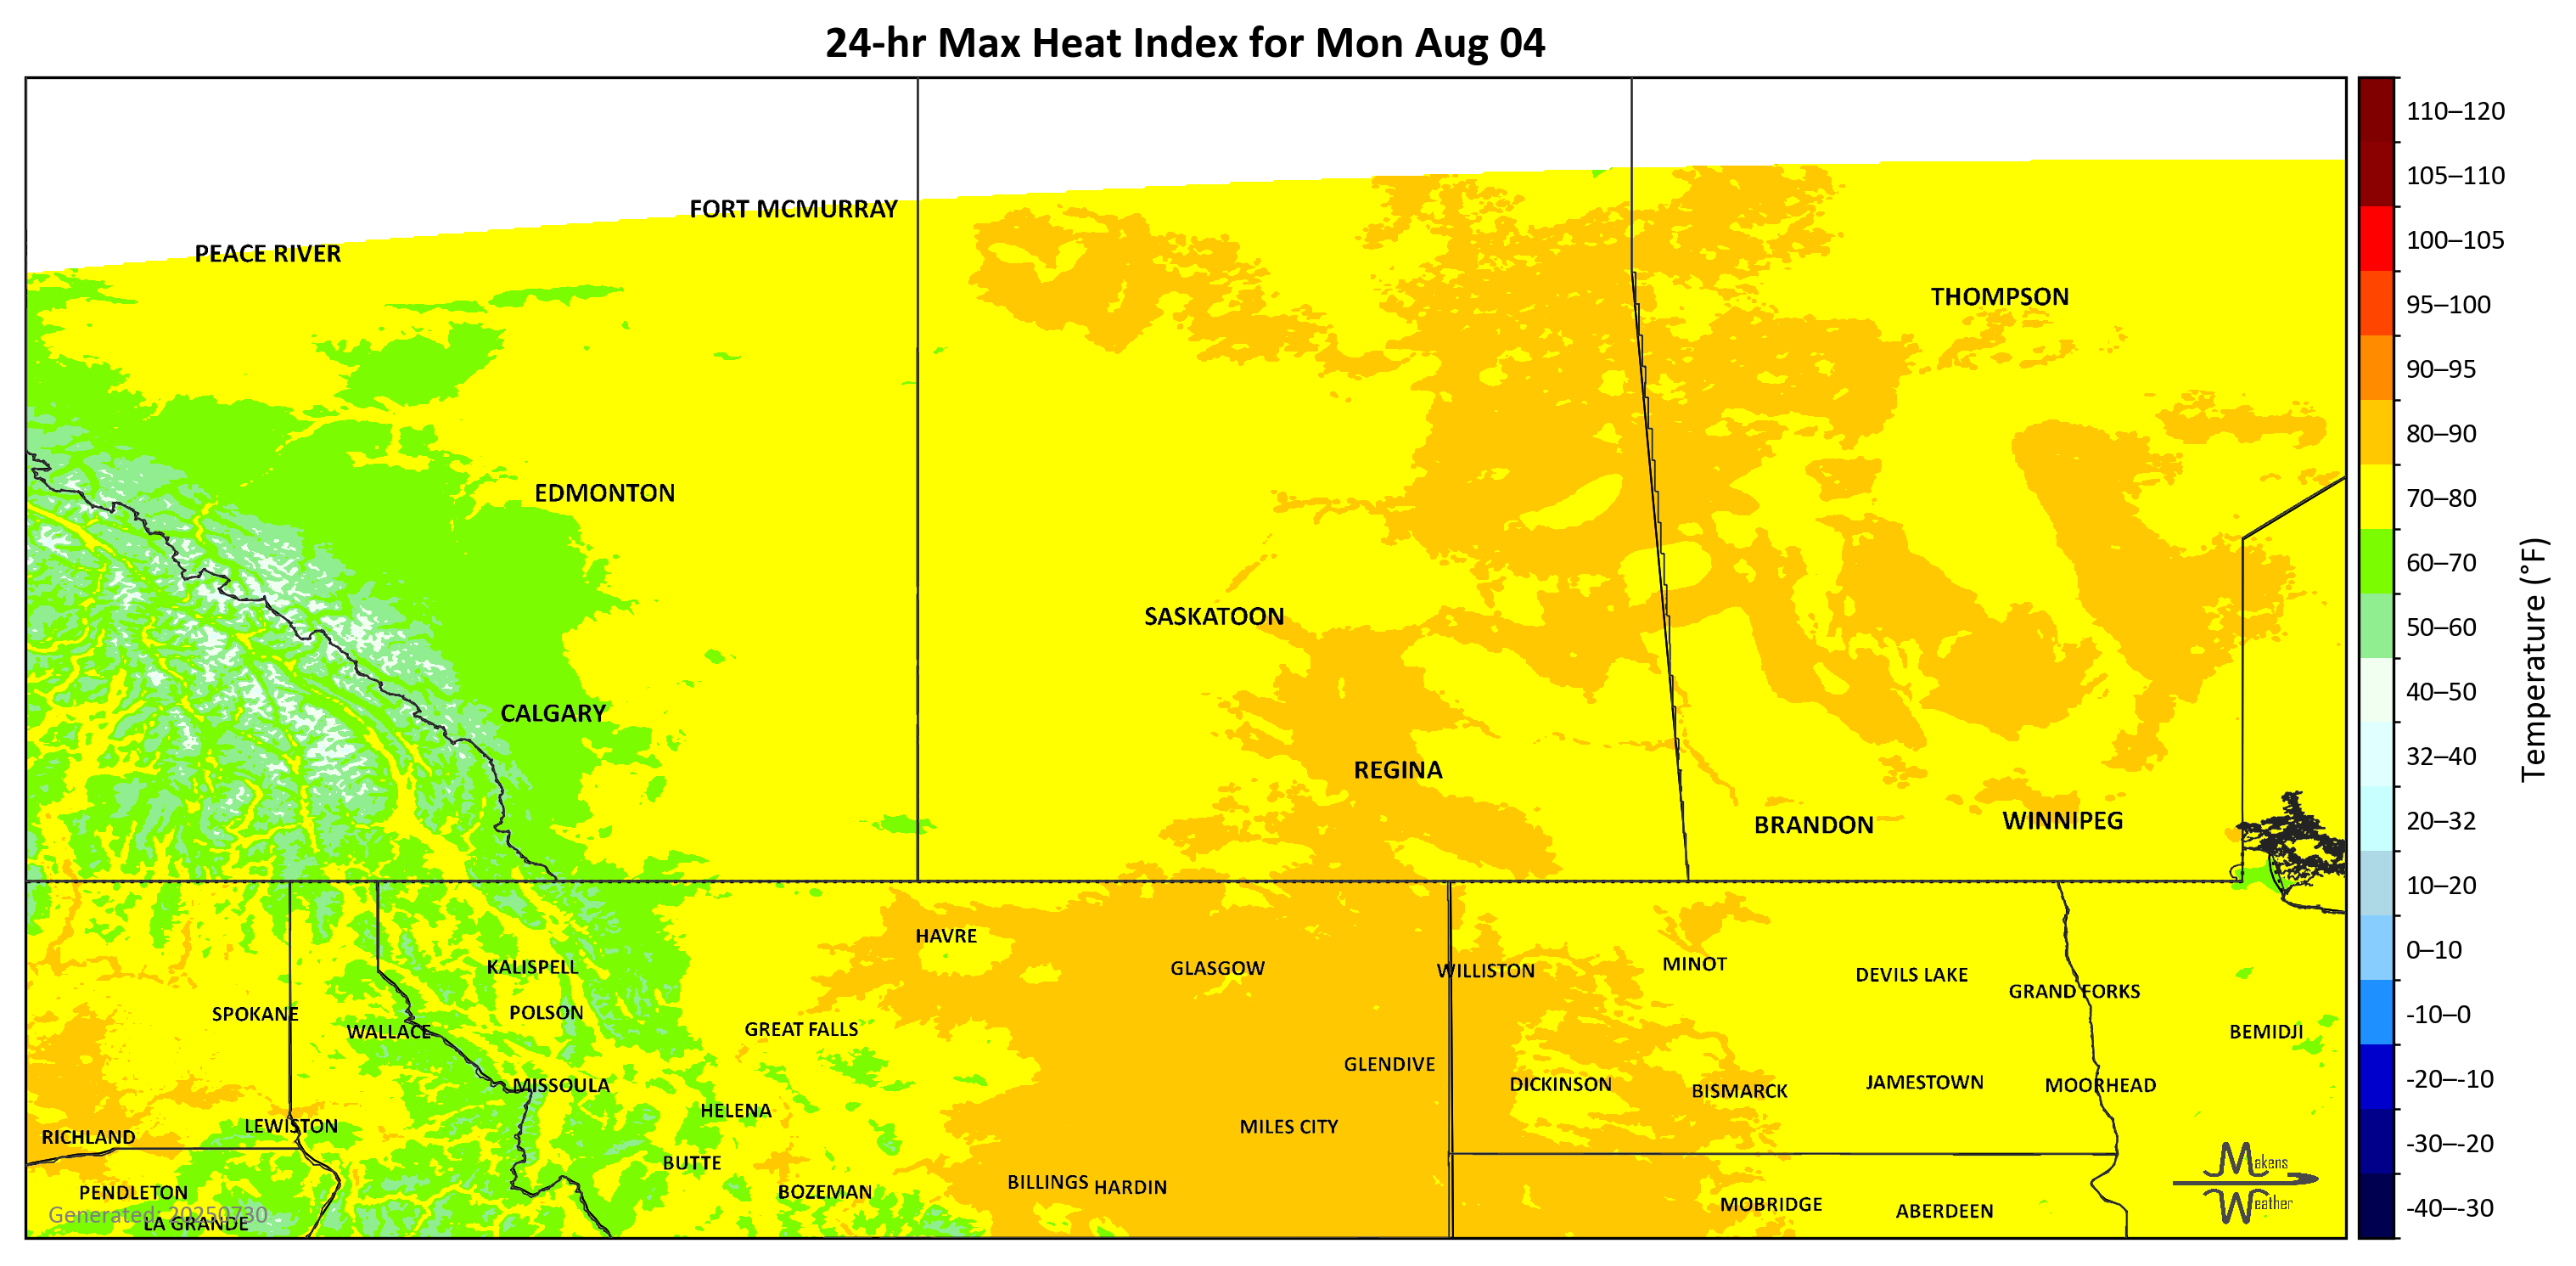 24-hr Max Heat Index for Mon Aug 04
FORT MCMURRAY
PEACE RIVER
THOMPSON
EDMONTON
SASKATOON
CALGARY
REGINA
BRANDON
WINNIPEG
HAVRE
KALISPELL
GLASGOW
WILLISTON
MINOT
DEVILS LAKE
GRAND FORKS
SPOKANE
POLSON
WALLACE
GREAT FALLS
BEMIDJI
GLENDIVE
MISSOULA
DICKINSON
BISMARCK
JAMESTOWN
MOORHEAD
HELENA
LEWISTON
MILES CITY
RICHLAND
BUTTE
BILLINGS
HARDIN
PENDLETON
BOZEMAN
MOBRIDGE
ABERDEEN
LA GRANDE
Generated: 20250730
Makens
Weather
110–120
105–110
100–105
95–100
90–95
80–90
70–80
60–70
50–60
40–50
32–40
20–32
10–20
0–10
-10–0
-20–-10
-30–-20
-40–-30
Temperature (°F)